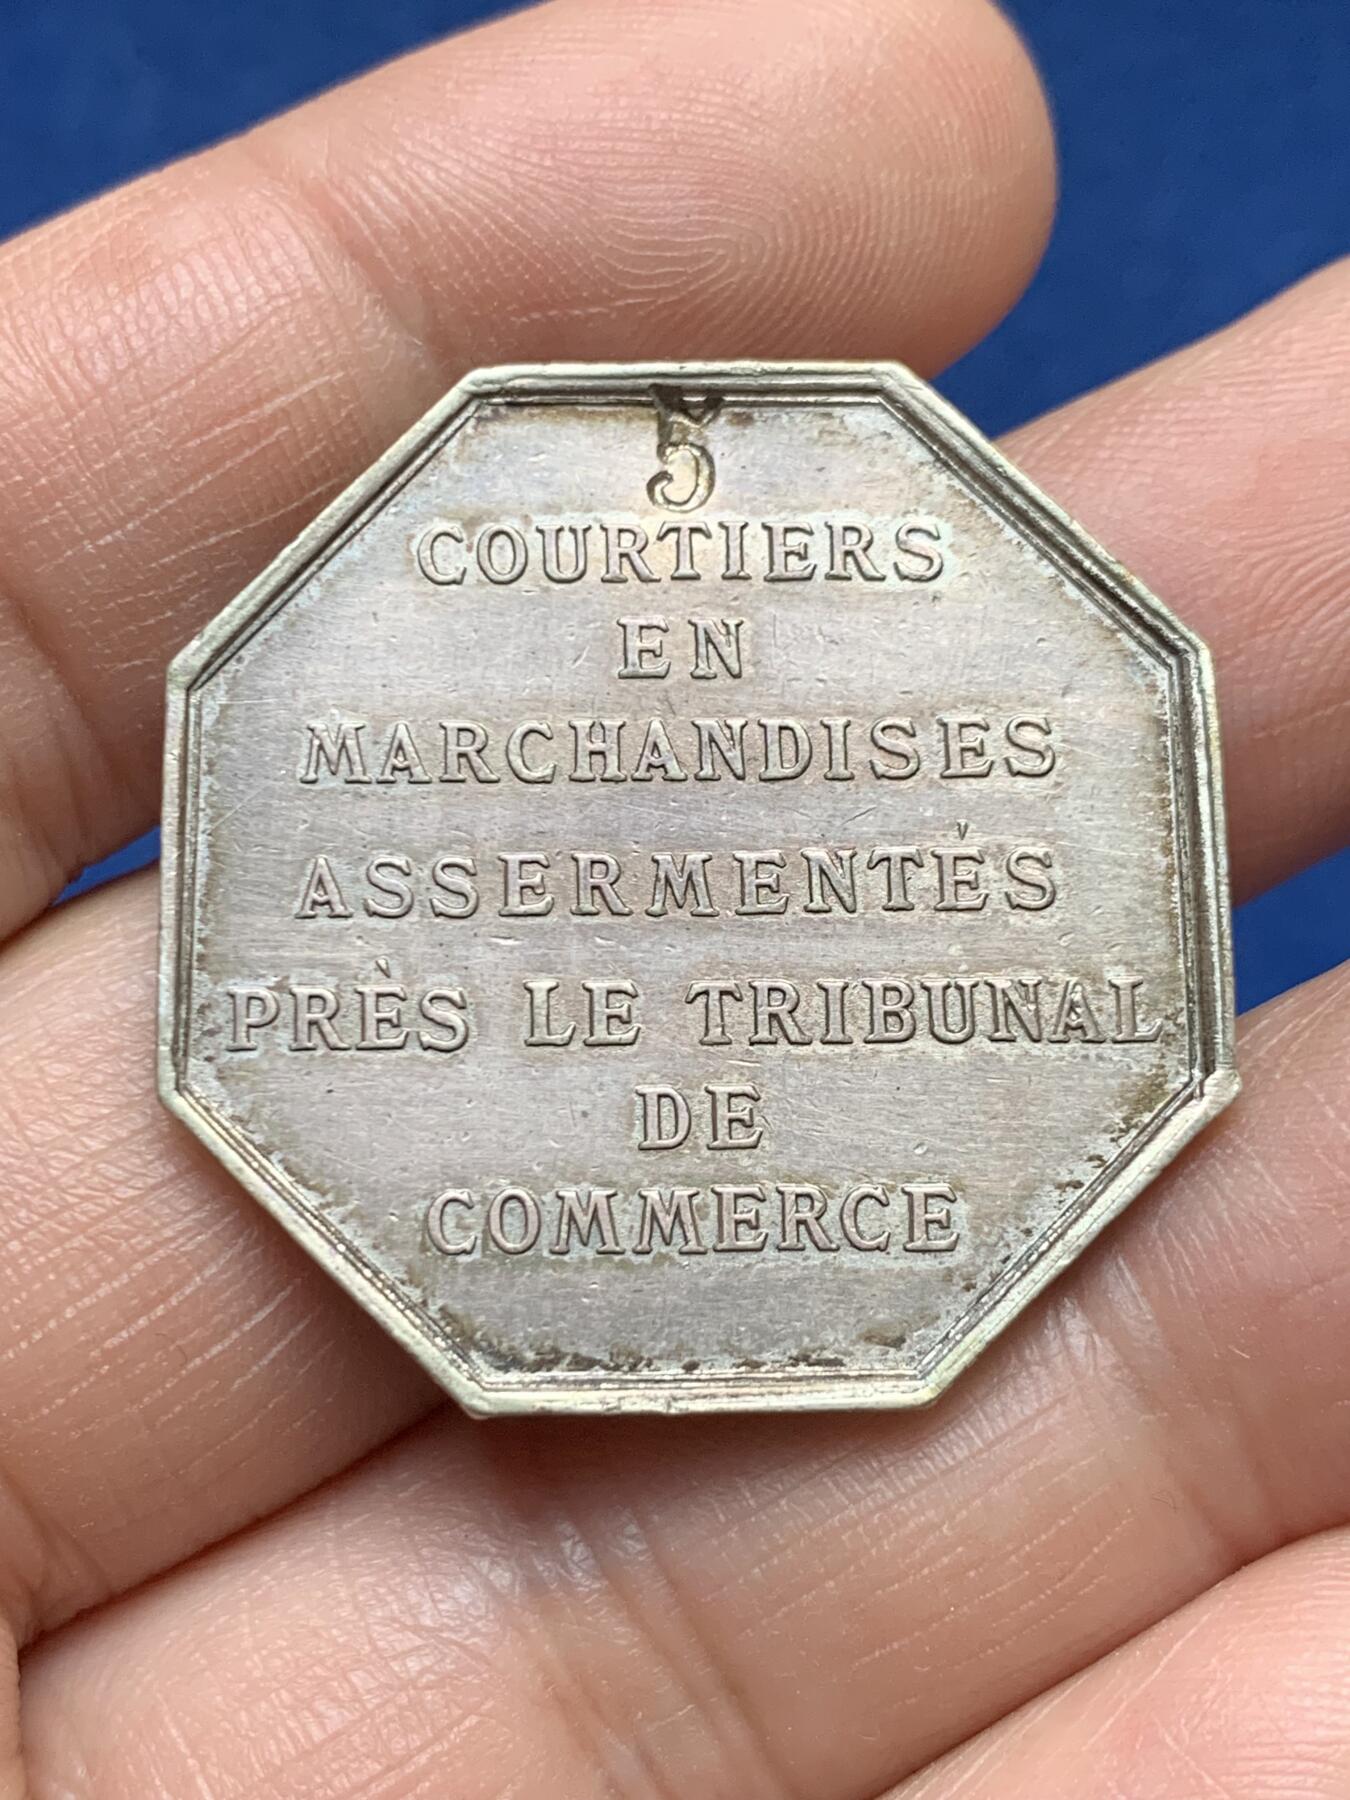 5
COURTIERS
EN
MARCHANDISES
ASSERMENTÉS
PRÈS LE TRIBUNAL
DE
COMMERCE